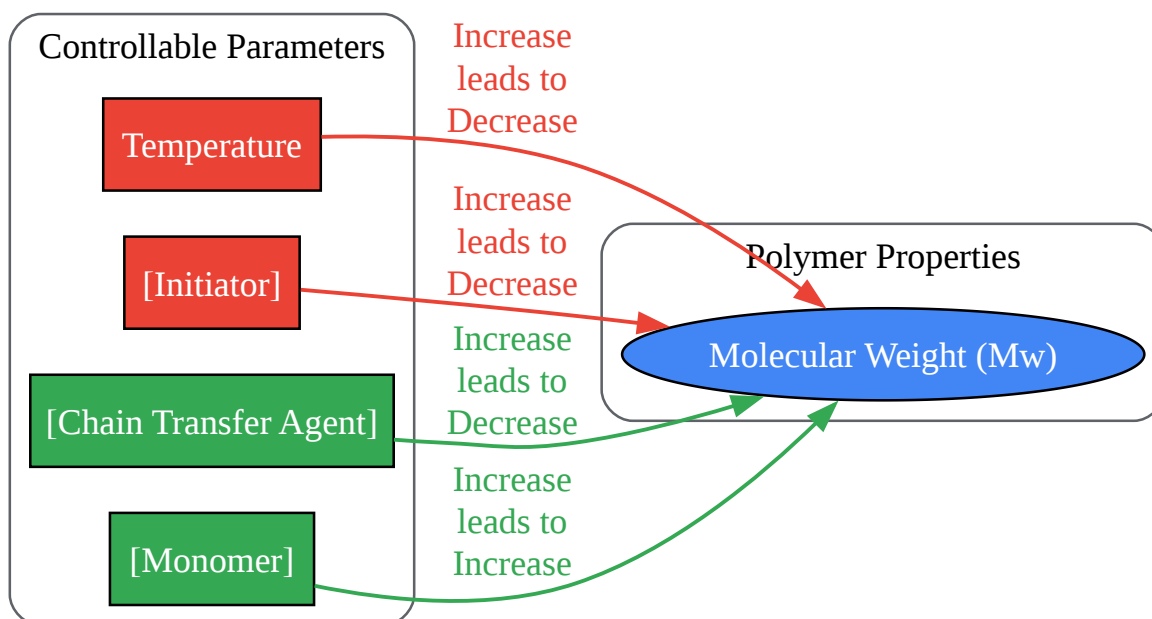 Controllable Parameters
Temperature
[Initiator]
[Chain Transfer Agent]
[Monomer]
Increase
leads to
Decrease
Increase
leads to
Decrease
Increase
leads to
Decrease
Increase
leads to
Increase
Polymer Properties
Molecular Weight (Mw)